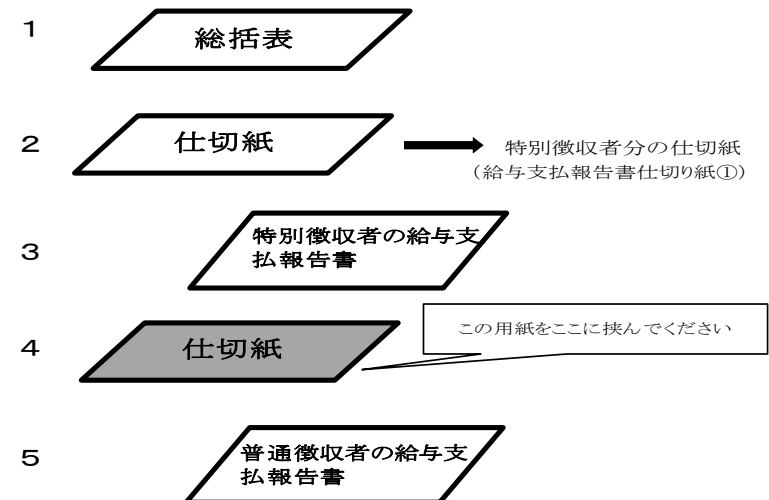 1
総括表
2
仕切紙
特別徴収者分の仕切紙
(給与支払報告書仕切り紙①)
3
特別徴収者の給与支
払報告書
4
仕切紙
この用紙をここに挟んでください
5
普通徴収者の給与支
払報告書